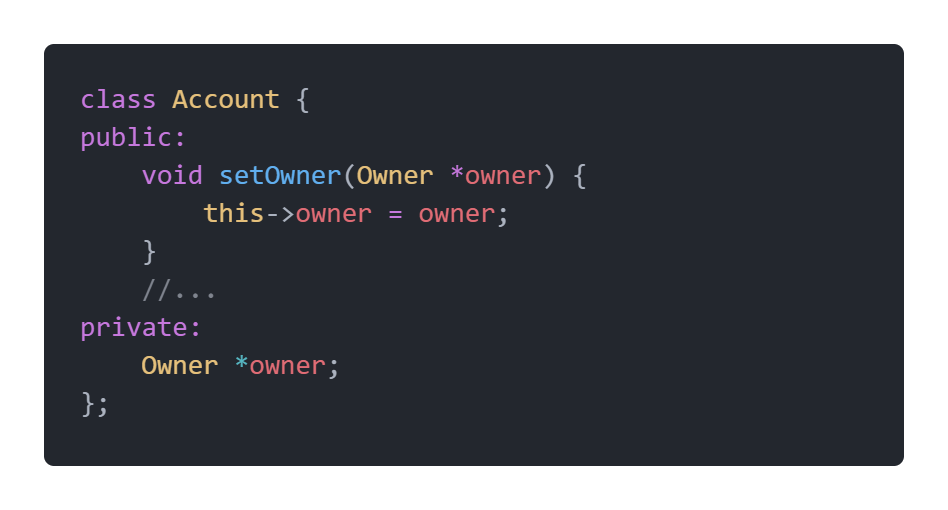 class Account {
public:
    void setOwner(Owner *owner) {
        this->owner = owner;
    }
    //...
private:
    Owner *owner;
};